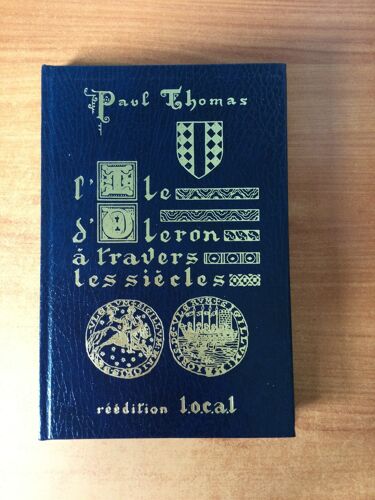 Paul Thomas
l'Ile
d'Oleron
à travers
les siècles
réédition l.o.c.a.l